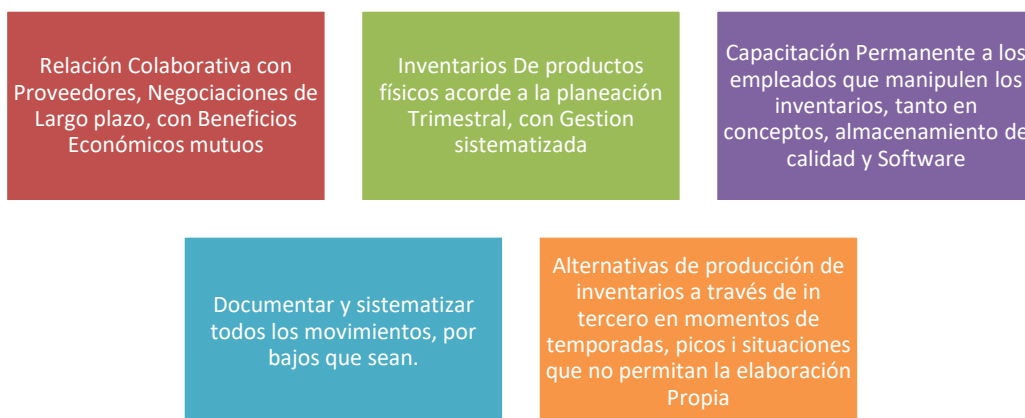 Relación Colaborativa con
Proveedores, Negociaciones de
Largo plazo, con Beneficios
Económicos mutuos
Inventarios De productos
físicos acorde a la planeación
Trimestral, con Gestion
sistematizada
Capacitación Permanente a los
empleados que manipulen los
inventarios, tanto en
conceptos, almacenamiento de
calidad y Software
Documentar y sistematizar
todos los movimientos, por
bajos que sean.
Alternativas de producción de
inventarios a través de in
tercero en momentos de
temporadas, picos i situaciones
que no permitan la elaboración
Propia